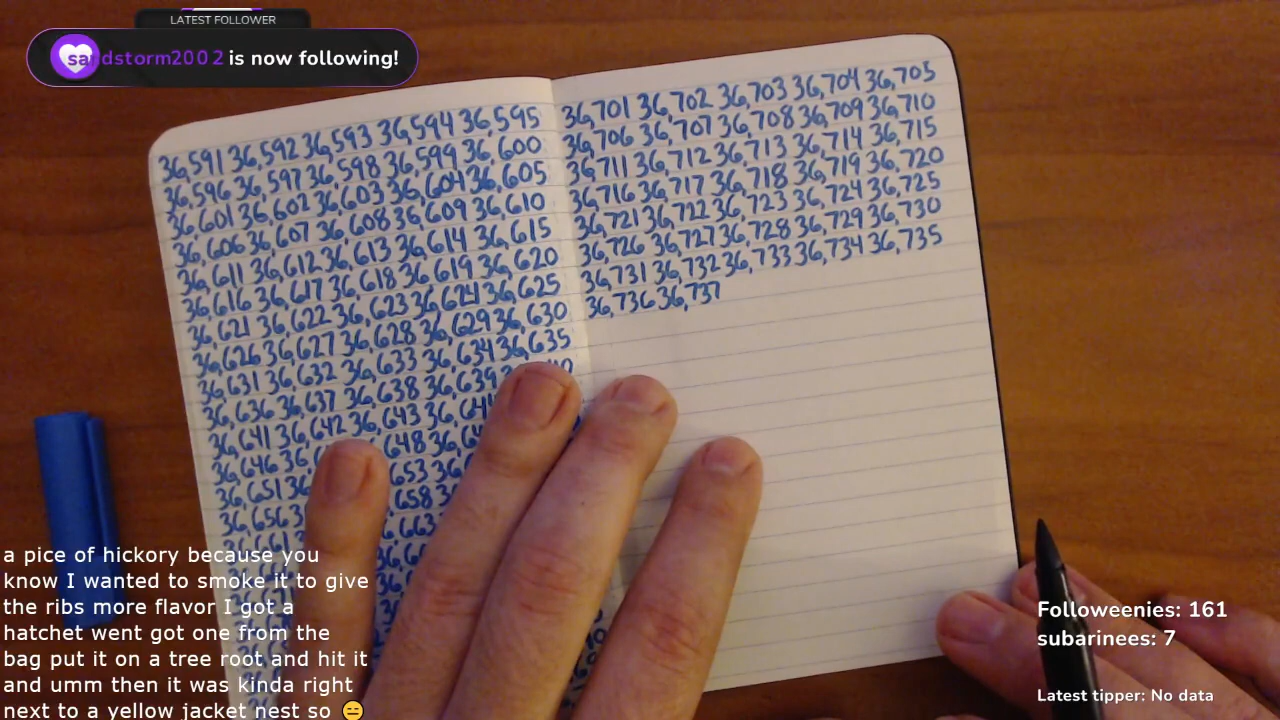 LATEST FOLLOWER
sandstorm2002 is now following!
36,591 36,592 36,593 36,594 36,595
36,596 36,597 36,598 36,599 36,600
36,601 36,602 36,603 36,604 36,605
36,606 36,607 36,608 36,609 36,610
36,611 36,612 36,613 36,614 36,615
36,616 36,617 36,618 36,619 36,620
36,621 36,622 36,623 36,624 36,625
36,626 36,627 36,628 36,629 36,630
36,631 36,632 36,633 36,634 36,635
36,636 36,637 36,638 36,639
36,641 36,642 36,643
36,646 648
36,651 653
36,656 658
36,701 36,702 36,703 36,704 36,705
36,706 36,707 36,708 36,709 36,710
36,711 36,712 36,713 36,714 36,715
36,716 36,717 36,718 36,719 36,720
36,721 36,722 36,723 36,724 36,725
36,726 36,727 36,728 36,729 36,730
36,731 36,732 36,733 36,734 36,735
36,736 36,737
a pice of hickory because you
know I wanted to smoke it to give
the ribs more flavor I got a
hatchet went got one from the
bag put it on a tree root and hit it
and umm then it was kinda right
next to a yellow jacket nest so 😑
Followeenies: 161
subarinees: 7
Latest tipper: No data